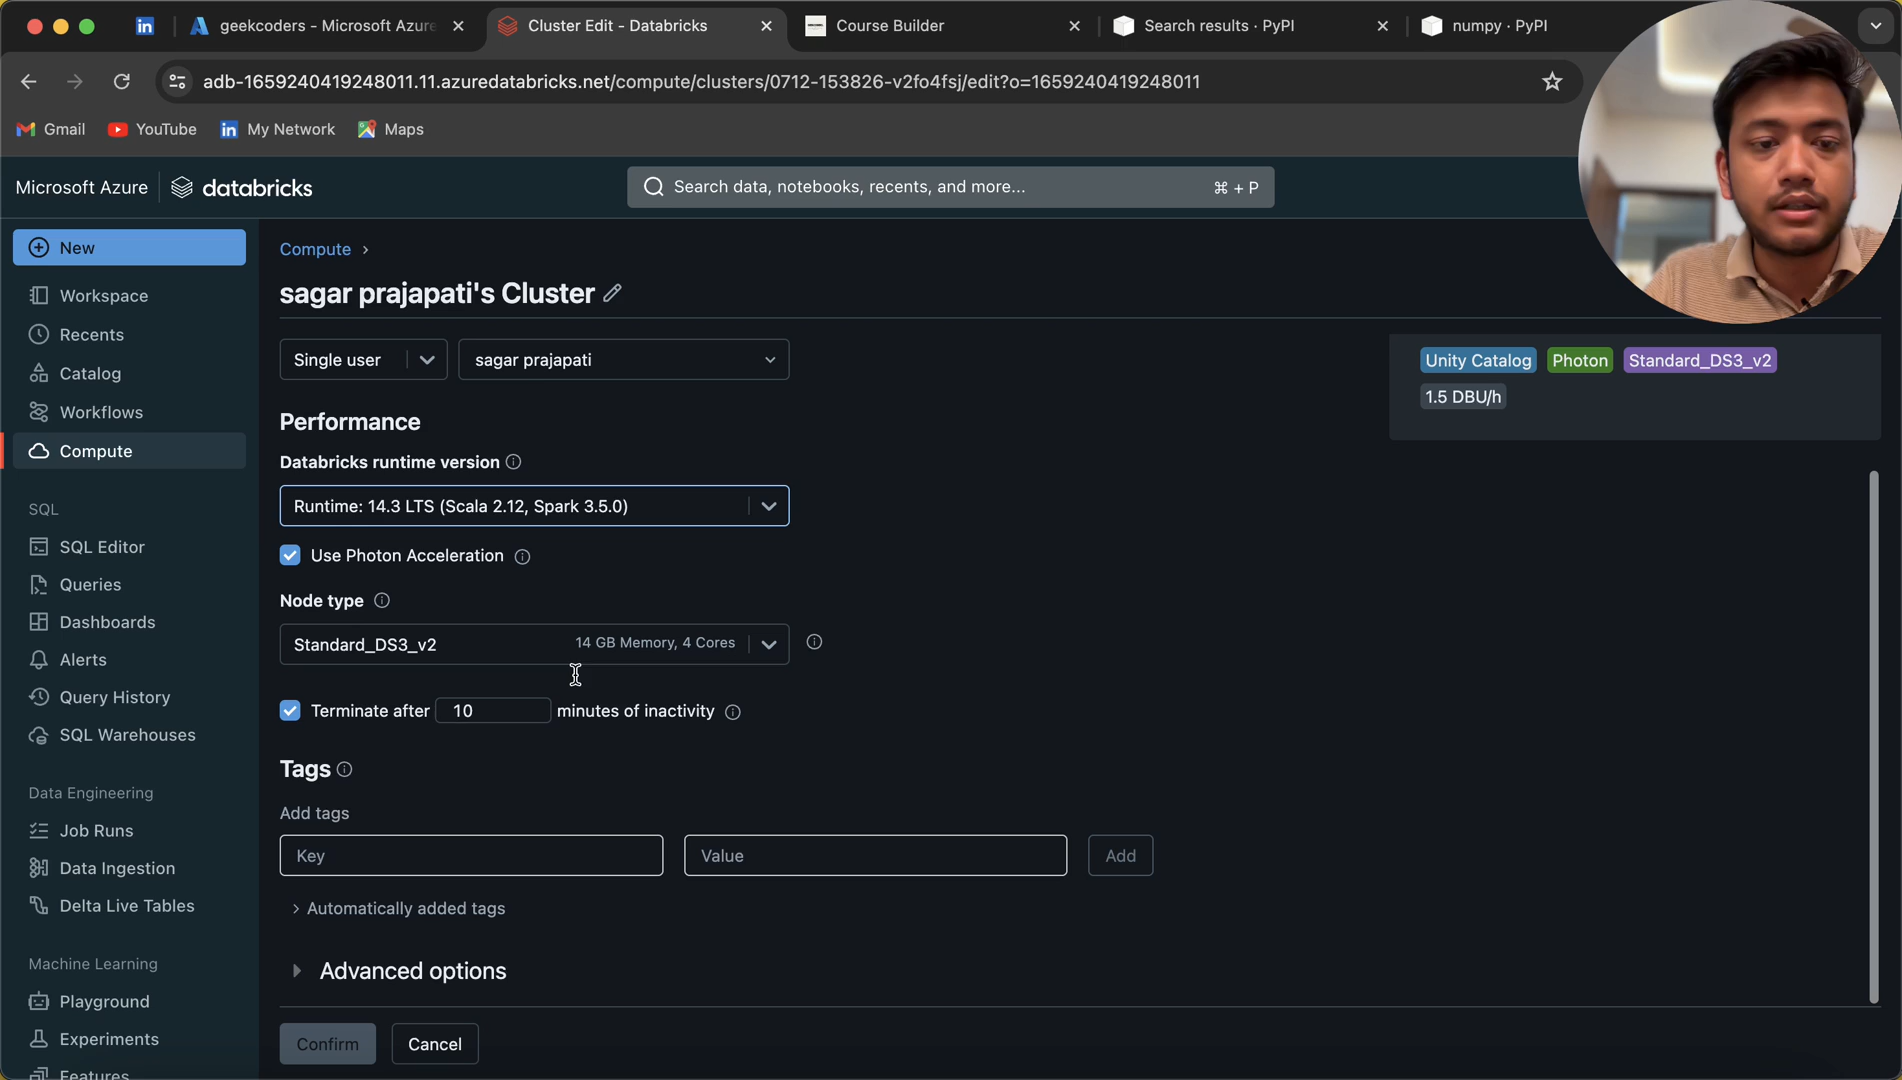 geekcoders - Microsoft Azure
Cluster Edit - Databricks
Course Builder
Search results · PyPI
numpy · PyPI
adb-1659240419248011.11.azuredatabricks.net/compute/clusters/0712-153826-v2fo4fsj/edit?o=1659240419248011
Gmail
YouTube
My Network
Maps
Microsoft Azure
databricks
Search data, notebooks, recents, and more...
⌘ + P
New
Workspace
Recents
Catalog
Workflows
Compute
SQL
SQL Editor
Queries
Dashboards
Alerts
Query History
SQL Warehouses
Data Engineering
Job Runs
Data Ingestion
Delta Live Tables
Machine Learning
Playground
Experiments
Features
Compute ›
sagar prajapati's Cluster
Single user
sagar prajapati
Unity Catalog
Photon
Standard_DS3_v2
1.5 DBU/h
Performance
Databricks runtime version
Runtime: 14.3 LTS (Scala 2.12, Spark 3.5.0)
Use Photon Acceleration
Node type
Standard_DS3_v2
14 GB Memory, 4 Cores
Terminate after 10 minutes of inactivity
Tags
Add tags
Key
Value
Add
Automatically added tags
Advanced options
Confirm
Cancel